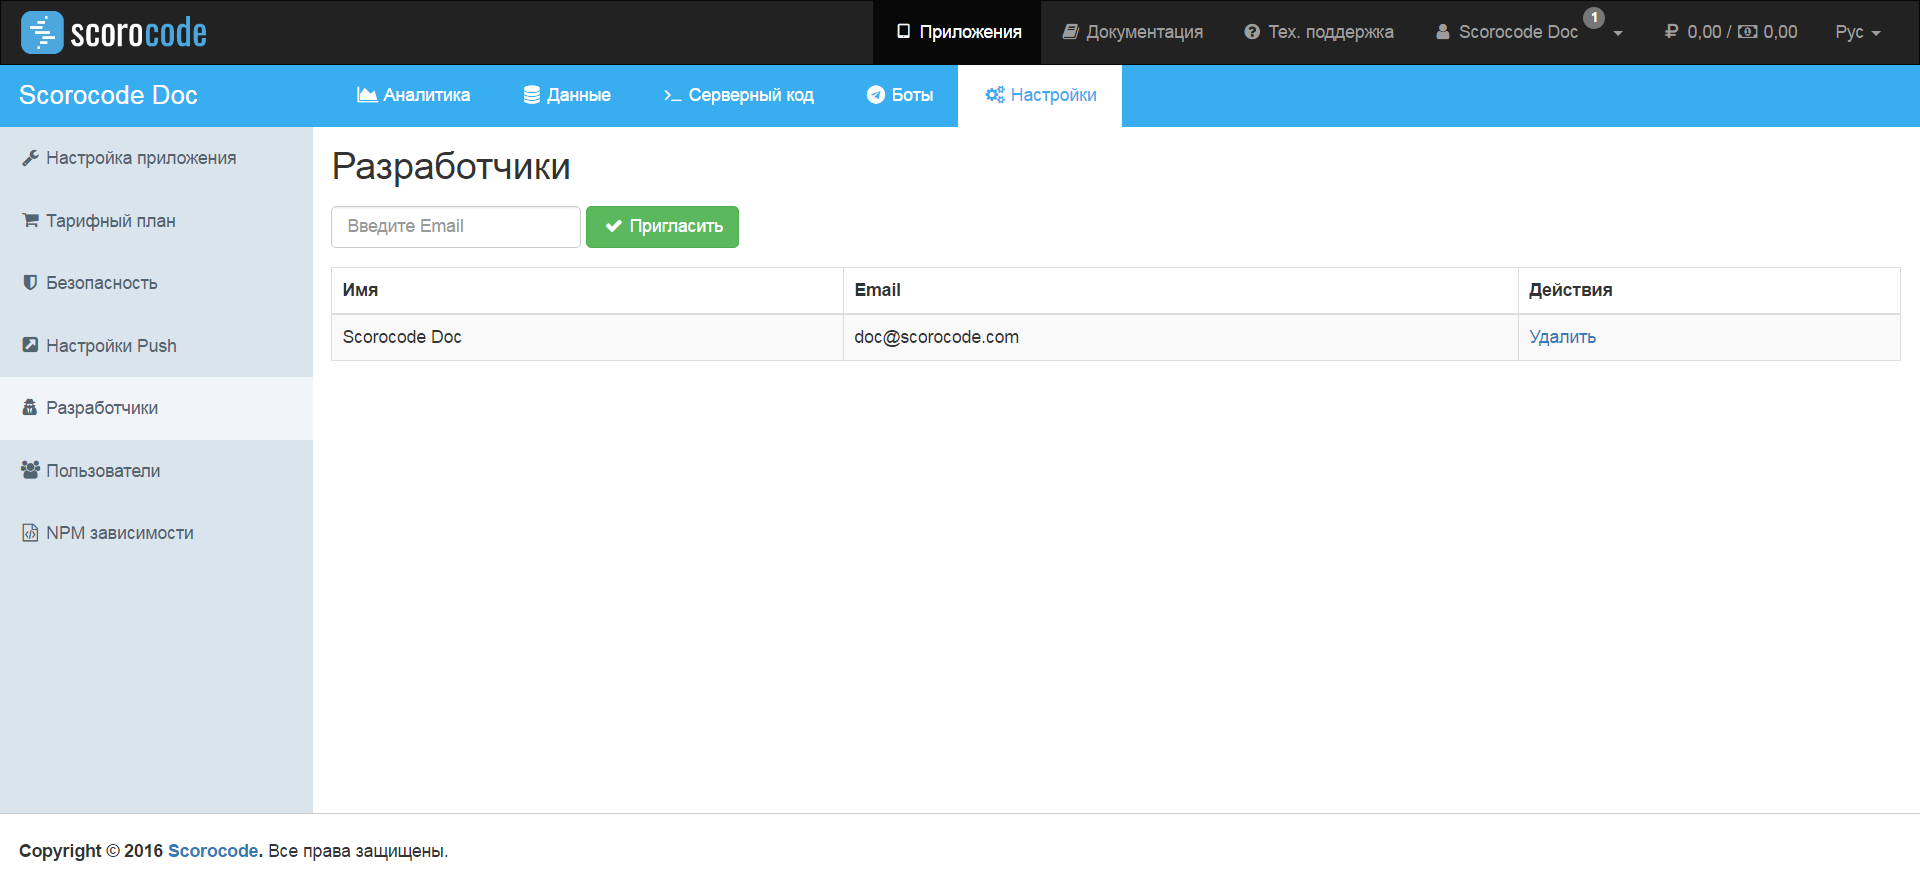 scorocode Приложения Документация Тех. поддержка Scorocode Doc 1 0,00 / 0,00 Рус
Scorocode Doc Аналитика Данные Серверный код Боты Настройки
Настройка приложения
Тарифный план
Безопасность
Настройки Push
Разработчики
Пользователи
NPM зависимости
Разработчики
Введите Email Пригласить
Имя Email Действия
Scorocode Doc doc@scorocode.com Удалить
Copyright © 2016 Scorocode. Все права защищены.